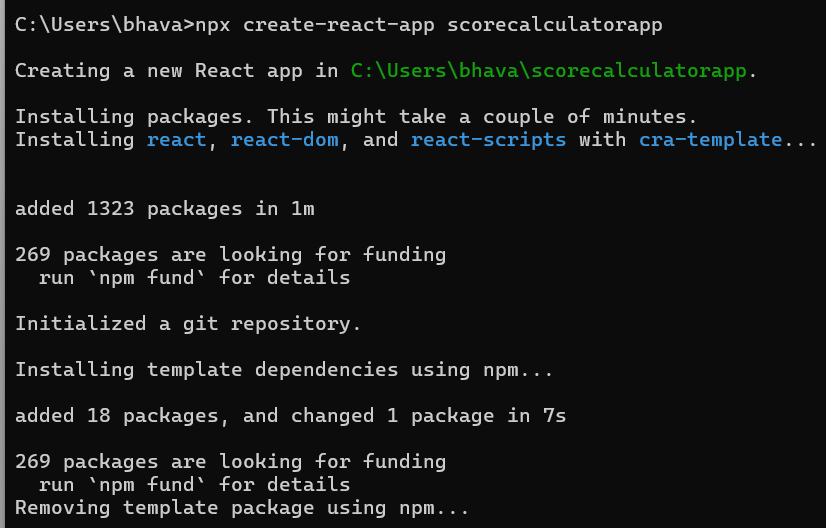 C:\Users\bhava>npx create-react-app scorecalculatorapp
Creating a new React app in C:\Users\bhava\scorecalculatorapp.
Installing packages. This might take a couple of minutes.
Installing react, react-dom, and react-scripts with cra-template...
added 1323 packages in 1m
269 packages are looking for funding
  run `npm fund` for details
Initialized a git repository.
Installing template dependencies using npm...
added 18 packages, and changed 1 package in 7s
269 packages are looking for funding
  run `npm fund` for details
Removing template package using npm...